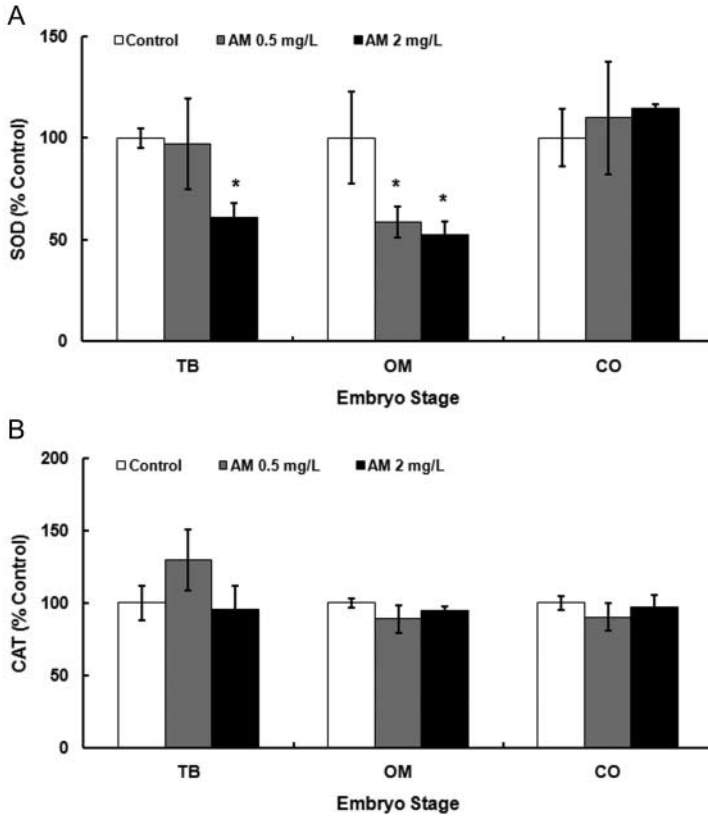 A
Control AM 0.5 mg/L AM 2 mg/L
150
100
50
0
SOD (% Control)
*
*
*
TB OM CO
Embryo Stage
B
Control AM 0.5 mg/L AM 2 mg/L
200
150
100
50
0
CAT (% Control)
TB OM CO
Embryo Stage